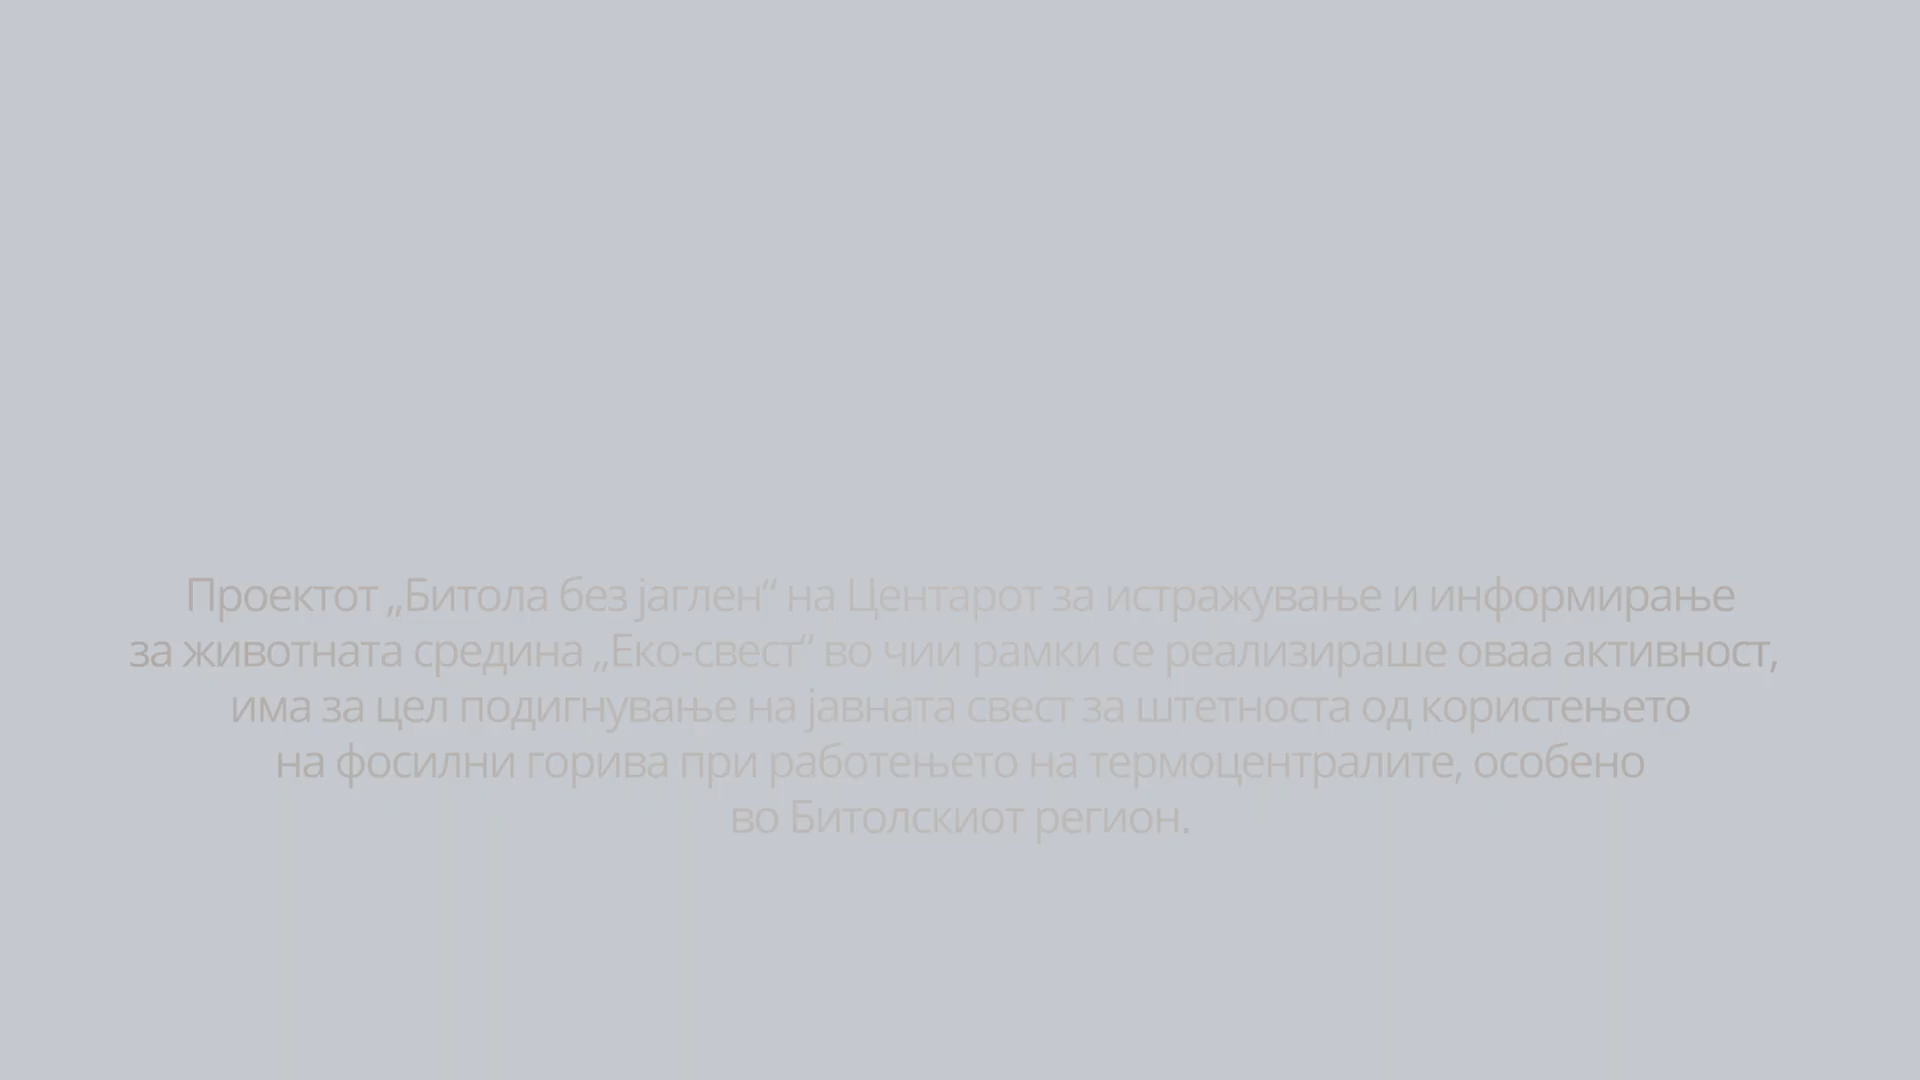 Проектот „Битола без јаглен“ на Центарот за истражување и информирање
за животната средина „Еко-свест“ во чии рамки се реализираше оваа активност,
има за цел подигнување на јавната свест за штетноста од користењето
на фосилни горива при работењето на термоцентралите, особено
во Битолскиот регион.